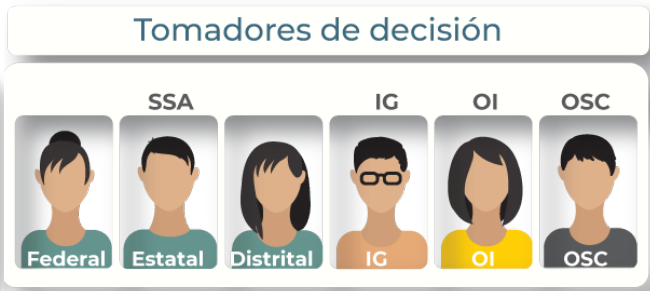 Tomadores de decisión
SSA IG OI OSC
Federal Estatal Distrital IG OI OSC